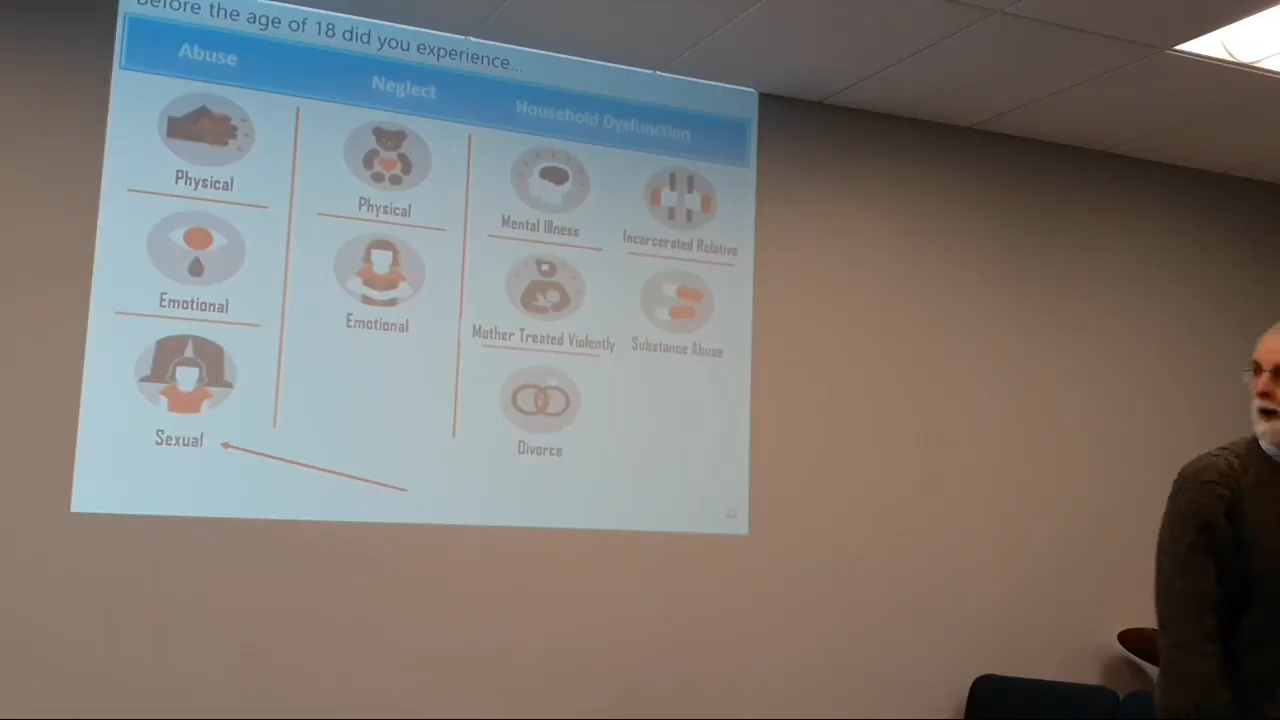 Before the age of 18 did you experience...
Abuse
Neglect
Household Dysfunction
Physical
Emotional
Sexual
Physical
Emotional
Mental Illness
Mother Treated Violently
Divorce
Incarcerated Relative
Substance Abuse